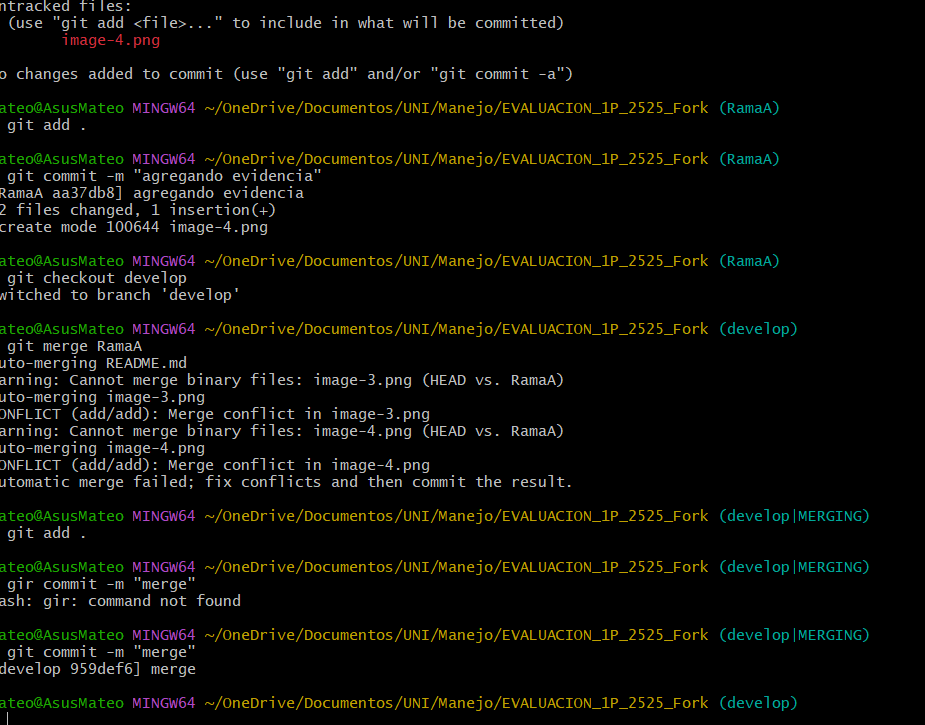 ntracked files:
(use "git add <file>..." to include in what will be committed)
image-4.png
o changes added to commit (use "git add" and/or "git commit -a")
ateo@AsusMateo MINGW64 ~/OneDrive/Documentos/UNI/Manejo/EVALUACION_1P_2525_Fork (RamaA)
git add .
ateo@AsusMateo MINGW64 ~/OneDrive/Documentos/UNI/Manejo/EVALUACION_1P_2525_Fork (RamaA)
git commit -m "agregando evidencia"
RamaA aa37db8] agregando evidencia
2 files changed, 1 insertion(+)
create mode 100644 image-4.png
ateo@AsusMateo MINGW64 ~/OneDrive/Documentos/UNI/Manejo/EVALUACION_1P_2525_Fork (RamaA)
git checkout develop
witched to branch 'develop'
ateo@AsusMateo MINGW64 ~/OneDrive/Documentos/UNI/Manejo/EVALUACION_1P_2525_Fork (develop)
git merge RamaA
uto-merging README.md
arning: Cannot merge binary files: image-3.png (HEAD vs. RamaA)
uto-merging image-3.png
ONFLICT (add/add): Merge conflict in image-3.png
arning: Cannot merge binary files: image-4.png (HEAD vs. RamaA)
uto-merging image-4.png
ONFLICT (add/add): Merge conflict in image-4.png
utomatic merge failed; fix conflicts and then commit the result.
ateo@AsusMateo MINGW64 ~/OneDrive/Documentos/UNI/Manejo/EVALUACION_1P_2525_Fork (develop|MERGING)
git add .
ateo@AsusMateo MINGW64 ~/OneDrive/Documentos/UNI/Manejo/EVALUACION_1P_2525_Fork (develop|MERGING)
gir commit -m "merge"
ash: gir: command not found
ateo@AsusMateo MINGW64 ~/OneDrive/Documentos/UNI/Manejo/EVALUACION_1P_2525_Fork (develop|MERGING)
git commit -m "merge"
develop 959def6] merge
ateo@AsusMateo MINGW64 ~/OneDrive/Documentos/UNI/Manejo/EVALUACION_1P_2525_Fork (develop)